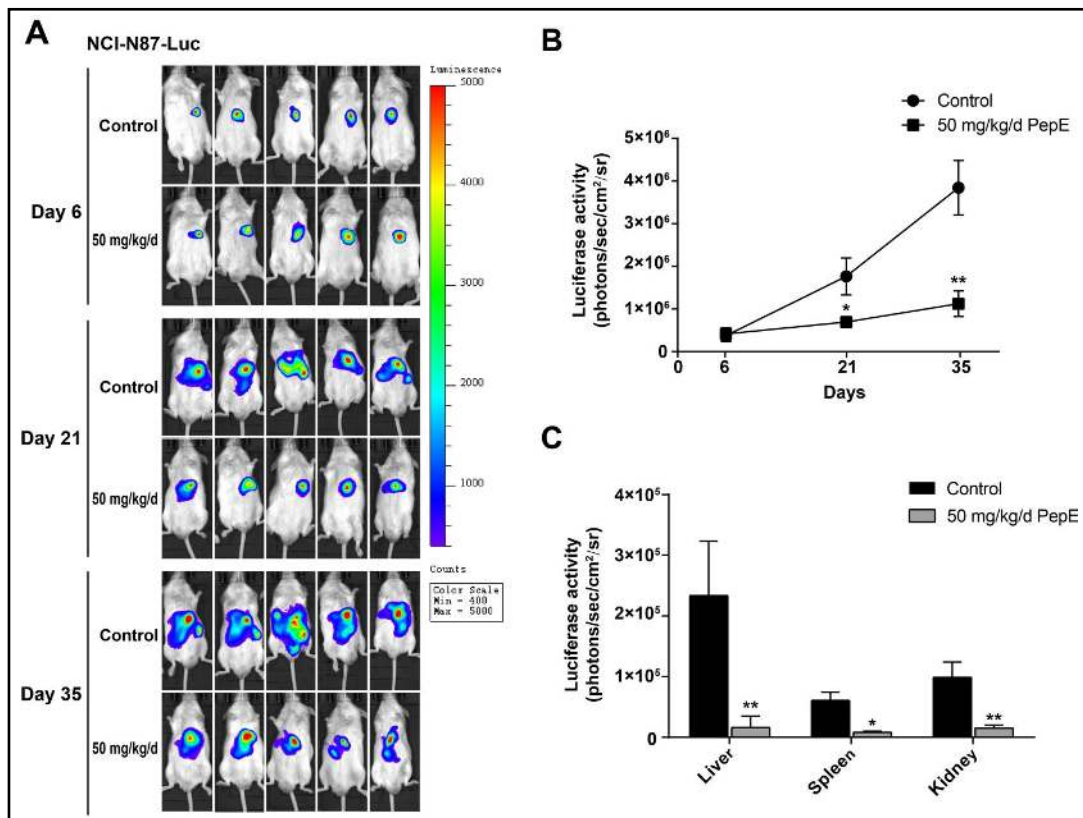 A
NCI-N87-Luc
Luminescence
5000
4000
3000
2000
1000
Counts
Color Scale
Min = 400
Max = 5000
Day 6
Control
50 mg/kg/d
Day 21
Control
50 mg/kg/d
Day 35
Control
50 mg/kg/d
B
Control
50 mg/kg/d PepE
Luciferase activity
(photons/sec/cm²/sr)
5×10⁶
4×10⁶
3×10⁶
2×10⁶
1×10⁶
0
*
**
0 6 21 35
Days
C
Control
50 mg/kg/d PepE
Luciferase activity
(photons/sec/cm²/sr)
4×10⁵
3×10⁵
2×10⁵
1×10⁵
0
**
*
**
Liver Spleen Kidney